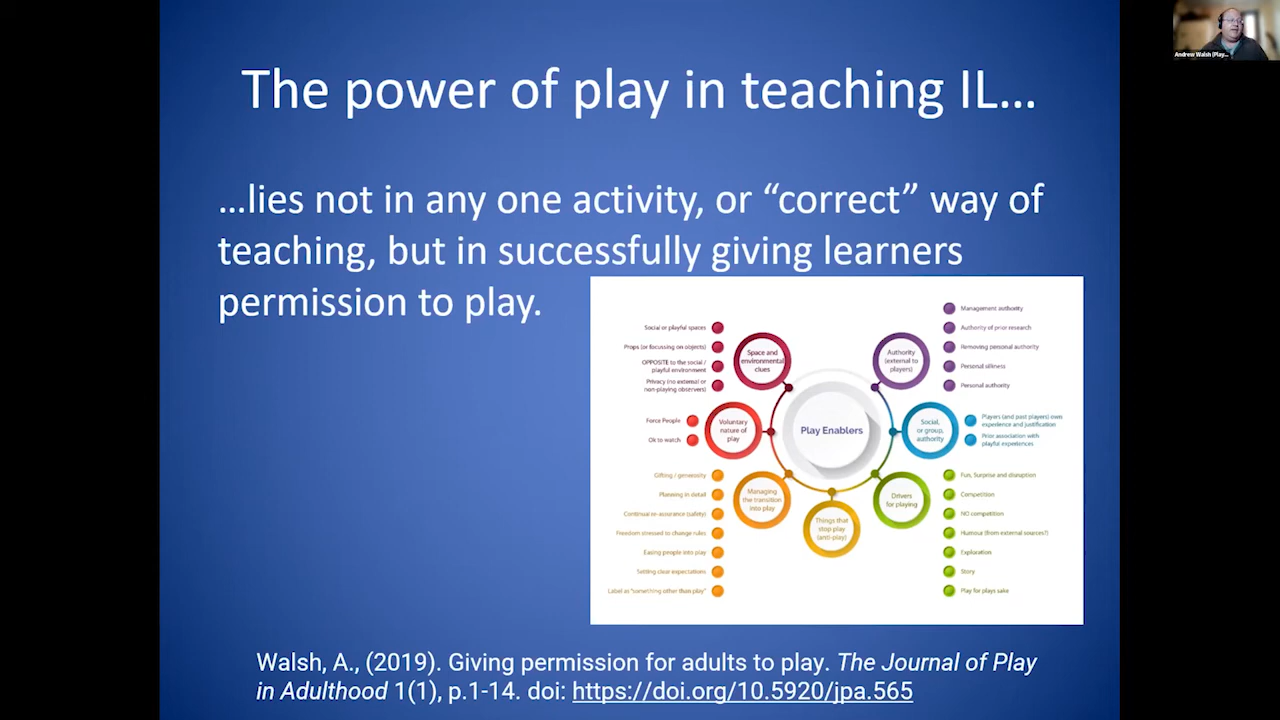 The power of play in teaching IL...
...lies not in any one activity, or “correct” way of
teaching, but in successfully giving learners
permission to play.
Social or playful spaces
Props (or focussing on objects)
OPPOSITE to the social /
playful environment
Privacy (no external or
non-playing observers)
Space and
environmental
clues
Force People
Ok to watch
Voluntary
nature of
play
Gifting / generosity
Planning in detail
Continual re-assurance (safety)
Freedom stressed to change rules
Easing people into play
Setting clear expectations
Label as "something other than play"
Managing
the transition
into play
Play Enablers
Things that
stop play
(anti-play)
Authority
(external to
players)
Management authority
Authority of prior research
Removing personal authority
Personal silliness
Personal authority
Social,
or group,
authority
Players (and past players) own
experience and justification
Prior association with
playful experiences
Drivers
for playing
Fun, Surprise and disruption
Competition
NO competition
Humour (from external sources?)
Exploration
Story
Play for plays sake
Walsh, A., (2019). Giving permission for adults to play. The Journal of Play
in Adulthood 1(1), p.1-14. doi: https://doi.org/10.5920/jpa.565
Andrew Walsh (Play...